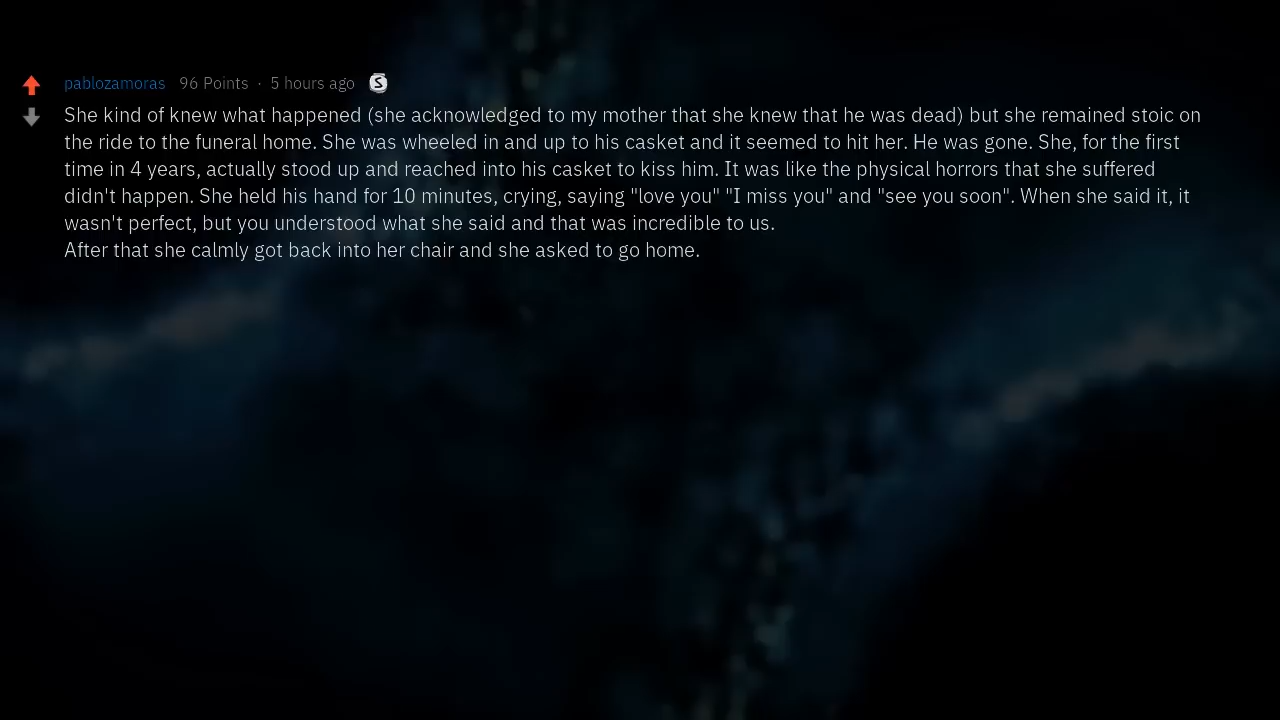 pablozamoras 96 Points · 5 hours ago S
She kind of knew what happened (she acknowledged to my mother that she knew that he was dead) but she remained stoic on
the ride to the funeral home. She was wheeled in and up to his casket and it seemed to hit her. He was gone. She, for the first
time in 4 years, actually stood up and reached into his casket to kiss him. It was like the physical horrors that she suffered
didn't happen. She held his hand for 10 minutes, crying, saying "love you" "I miss you" and "see you soon". When she said it, it
wasn't perfect, but you understood what she said and that was incredible to us.
After that she calmly got back into her chair and she asked to go home.